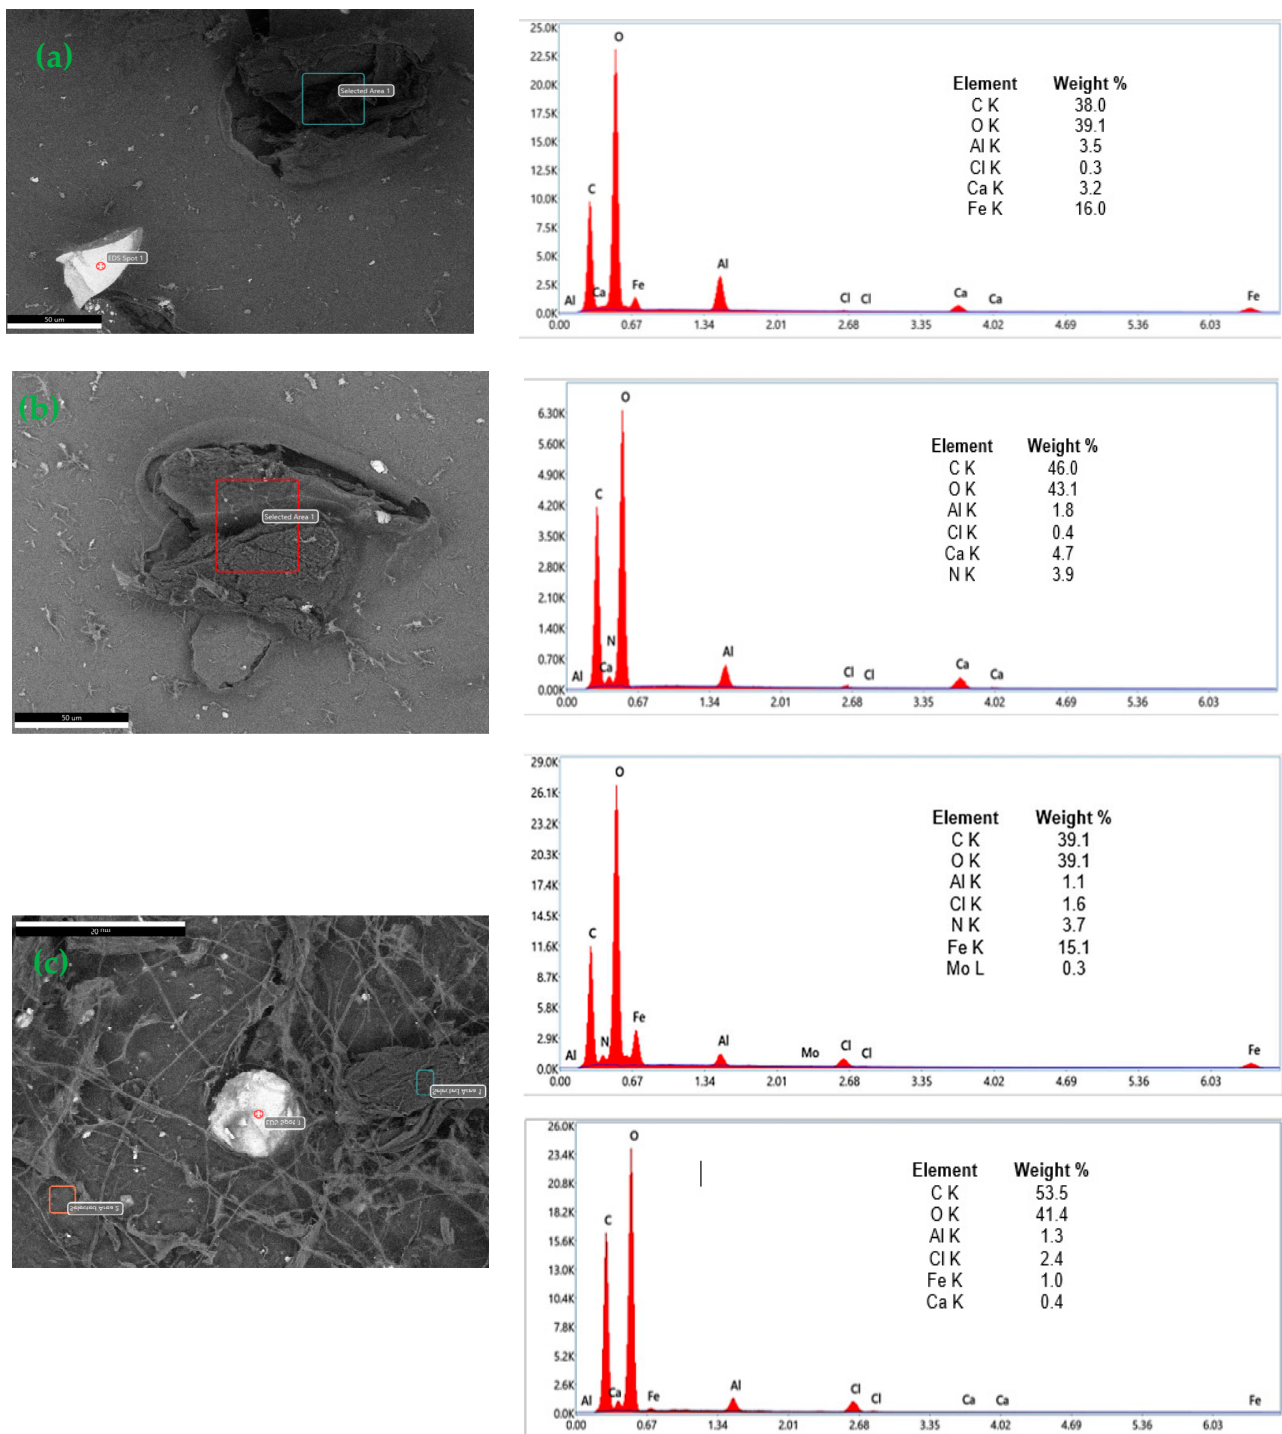 (a)
Selected Area 1
EDS Spot 1
50 um
25.0K
22.5K
20.0K
17.5K
15.0K
12.5K
10.0K
7.5K
5.0K
2.5K
0.0K
O
C
Al
Ca
Fe
Al
Cl
Cl
Ca
Ca
Fe
0.00 0.67 1.34 2.01 2.68 3.35 4.02 4.69 5.36 6.03
Element Weight %
C K 38.0
O K 39.1
Al K 3.5
Cl K 0.3
Ca K 3.2
Fe K 16.0
(b)
Selected Area 1
50 um
6.30K
5.60K
4.90K
4.20K
3.50K
2.80K
2.10K
1.40K
0.70K
0.00K
O
C
N
Al
Ca
Al
Cl
Cl
Ca
Ca
0.00 0.67 1.34 2.01 2.68 3.35 4.02 4.69 5.36 6.03
Element Weight %
C K 46.0
O K 43.1
Al K 1.8
Cl K 0.4
Ca K 4.7
N K 3.9
29.0K
26.1K
23.2K
20.3K
17.4K
14.5K
11.6K
8.7K
5.8K
2.9K
0.0K
O
C
Al
N
Fe
Al
Mo
Cl
Cl
Fe
0.00 0.67 1.34 2.01 2.68 3.35 4.02 4.69 5.36 6.03
Element Weight %
C K 39.1
O K 39.1
Al K 1.1
Cl K 1.6
N K 3.7
Fe K 15.1
Mo L 0.3
50 um
(c)
Selected Area 1
EDS Spot 1
Selected Area 2
26.0K
23.4K
20.8K
18.2K
15.6K
13.0K
10.4K
7.8K
5.2K
2.6K
0.0K
O
C
Al
Ca
Fe
Al
Cl
Cl
Ca
Ca
Fe
0.00 0.67 1.34 2.01 2.68 3.35 4.02 4.69 5.36 6.03
Element Weight %
C K 53.5
O K 41.4
Al K 1.3
Cl K 2.4
Fe K 1.0
Ca K 0.4